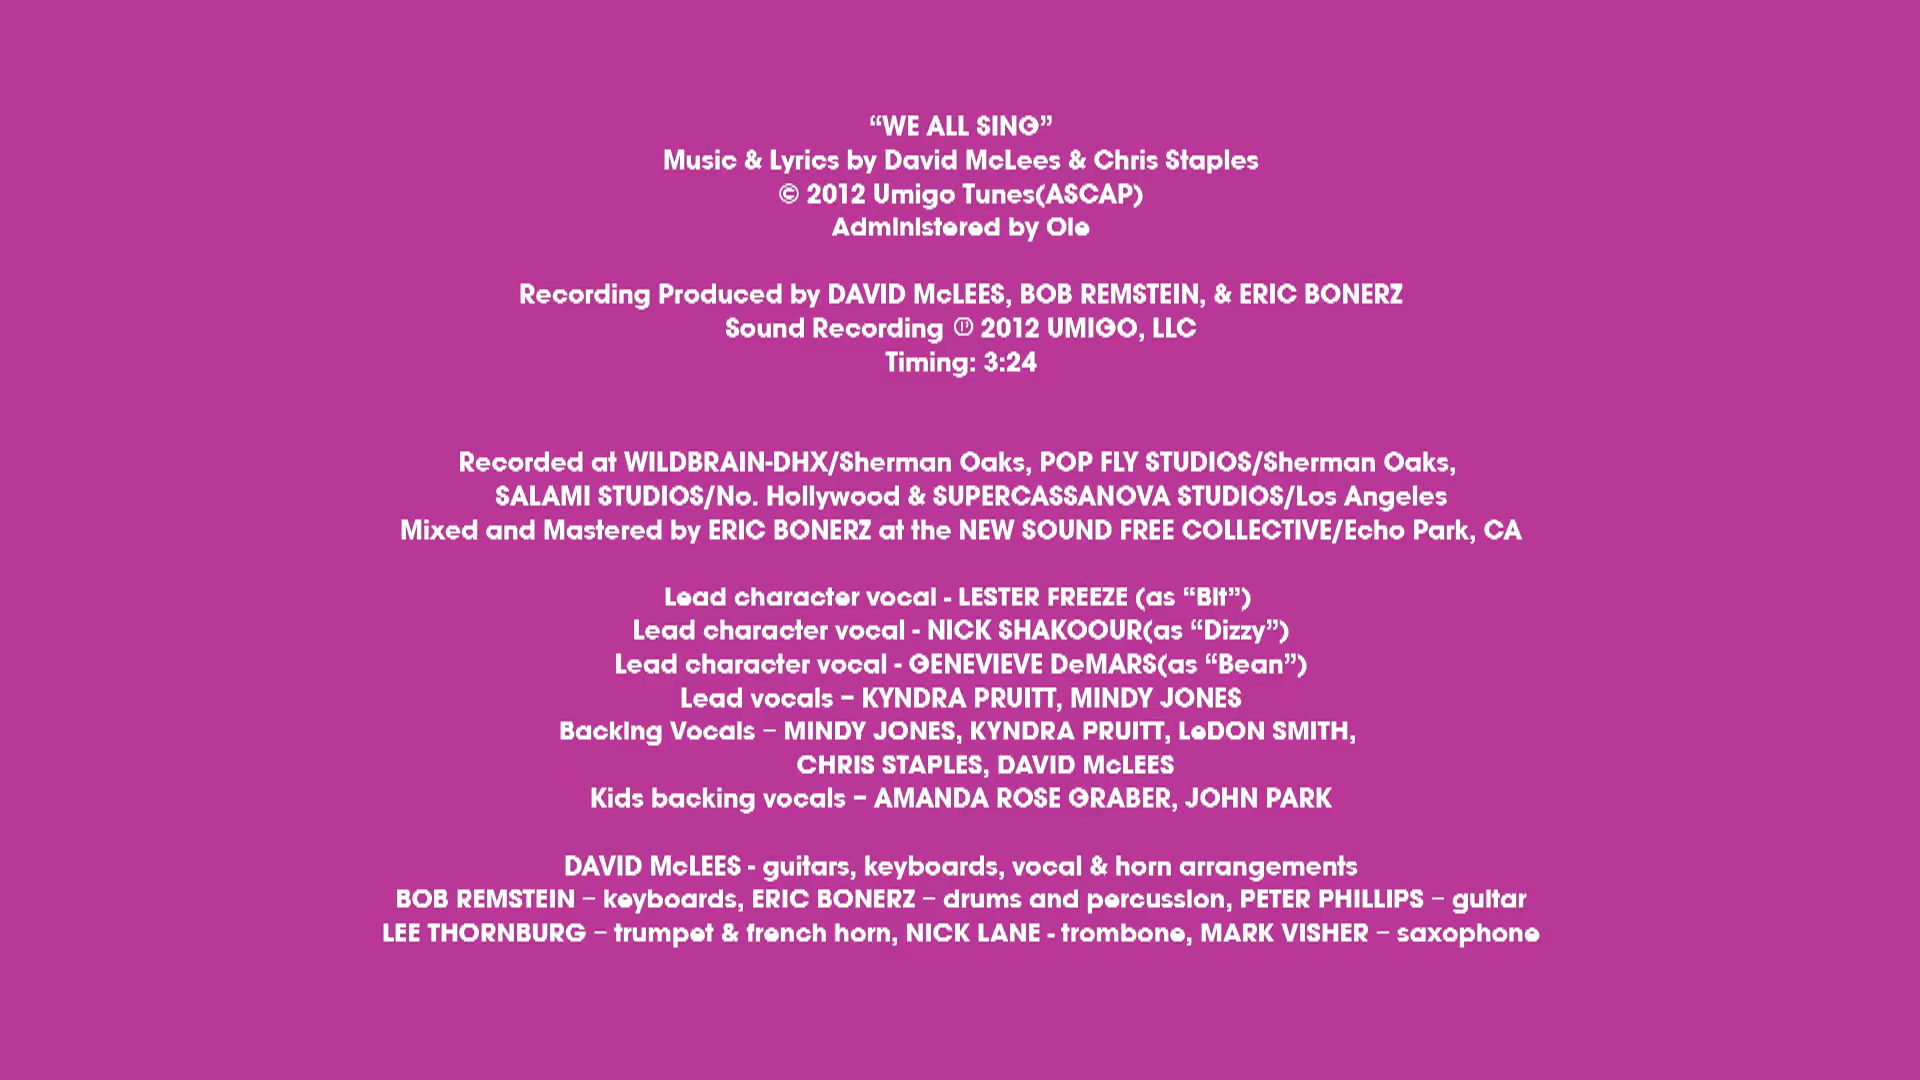 “WE ALL SING”
Music & Lyrics by David McLees & Chris Staples
© 2012 Umigo Tunes(ASCAP)
Administered by Ole
Recording Produced by DAVID McLEES, BOB REMSTEIN, & ERIC BONERZ
Sound Recording ℗ 2012 UMIGO, LLC
Timing: 3:24
Recorded at WILDBRAIN-DHX/Sherman Oaks, POP FLY STUDIOS/Sherman Oaks,
SALAMI STUDIOS/No. Hollywood & SUPERCASSANOVA STUDIOS/Los Angeles
Mixed and Mastered by ERIC BONERZ at the NEW SOUND FREE COLLECTIVE/Echo Park, CA
Lead character vocal - LESTER FREEZE (as “Bit”)
Lead character vocal - NICK SHAKOOUR(as “Dizzy”)
Lead character vocal - GENEVIEVE DeMARS(as “Bean”)
Lead vocals – KYNDRA PRUITT, MINDY JONES
Backing Vocals – MINDY JONES, KYNDRA PRUITT, LeDON SMITH,
CHRIS STAPLES, DAVID McLEES
Kids backing vocals – AMANDA ROSE GRABER, JOHN PARK
DAVID McLEES - guitars, keyboards, vocal & horn arrangements
BOB REMSTEIN – keyboards, ERIC BONERZ – drums and percussion, PETER PHILLIPS – guitar
LEE THORNBURG – trumpet & french horn, NICK LANE - trombone, MARK VISHER – saxophone